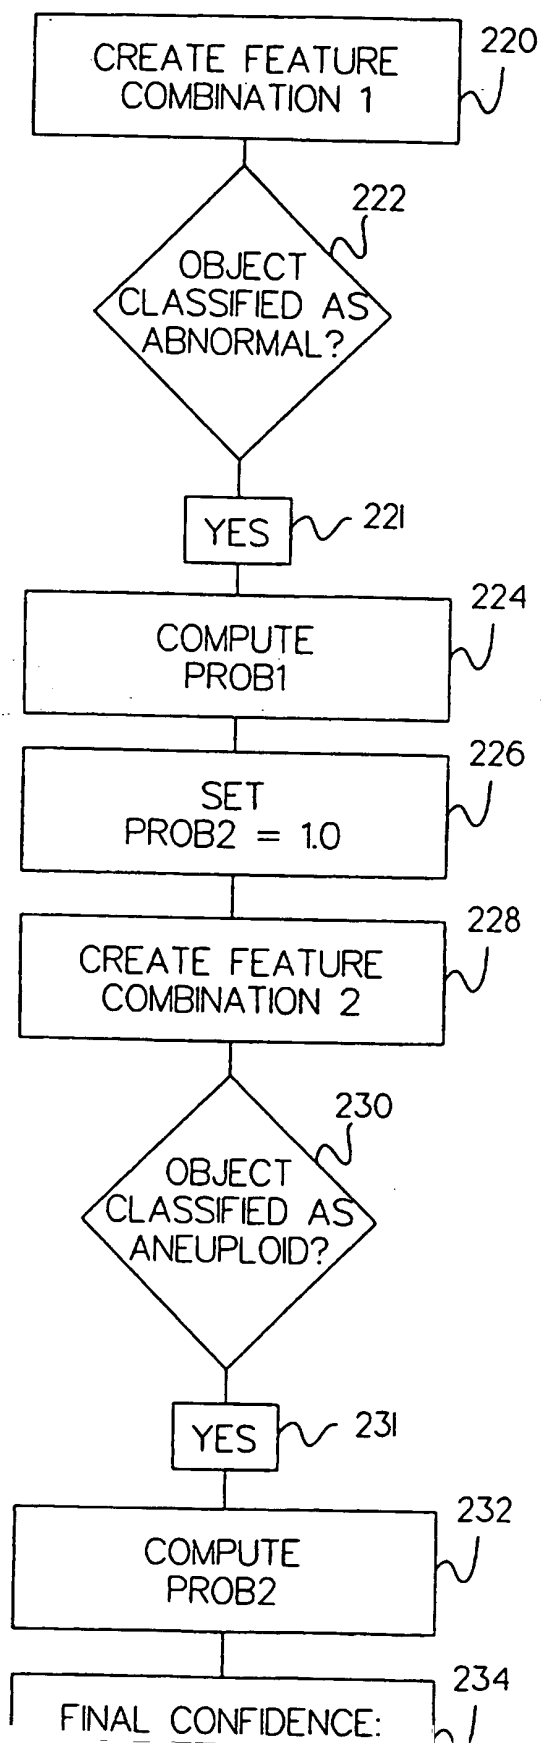 CREATE FEATURE
COMBINATION 1
220
222
OBJECT
CLASSIFIED AS
ABNORMAL?
YES
221
224
COMPUTE
PROB1
226
SET
PROB2 = 1.0
228
CREATE FEATURE
COMBINATION 2
230
OBJECT
CLASSIFIED AS
ANEUPLOID?
YES
231
232
COMPUTE
PROB2
234
FINAL CONFIDENCE: